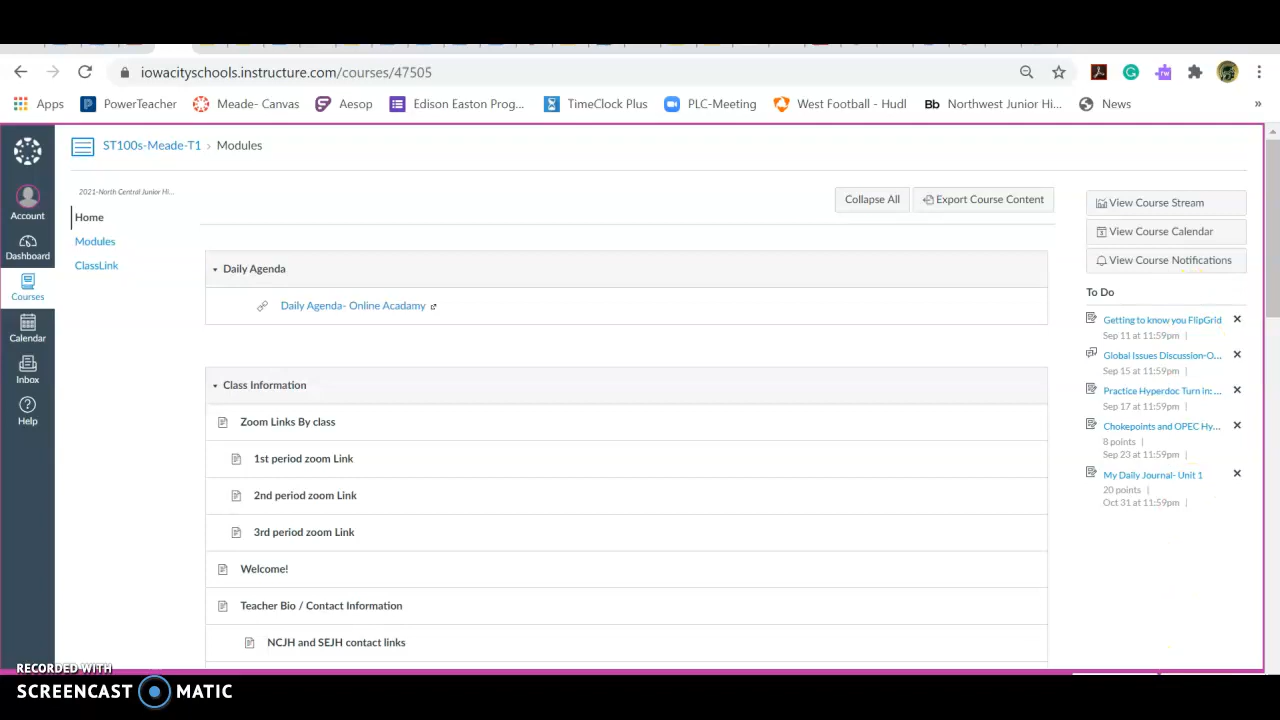 iowacityschools.instructure.com/courses/47505
Apps PowerTeacher Meade- Canvas Aesop Edison Easton Prog... TimeClock Plus PLC-Meeting West Football - Hudl Bb Northwest Junior Hi... News »
ST100s-Meade-T1 › Modules
2021-North Central Junior Hi...
Home
Modules
ClassLink
Account
Dashboard
Courses
Calendar
Inbox
Help
Collapse All Export Course Content
Daily Agenda
Daily Agenda- Online Acadamy
Class Information
Zoom Links By class
1st period zoom Link
2nd period zoom Link
3rd period zoom Link
Welcome!
Teacher Bio / Contact Information
NCJH and SEJH contact links
View Course Stream
View Course Calendar
View Course Notifications
To Do
Getting to know you FlipGrid
Sep 11 at 11:59pm |
Global Issues Discussion-O...
Sep 15 at 11:59pm |
Practice Hyperdoc Turn in: ...
Sep 17 at 11:59pm |
Chokepoints and OPEC Hy...
8 points |
Sep 23 at 11:59pm |
My Daily Journal- Unit 1
20 points |
Oct 31 at 11:59pm |
RECORDED WITH
SCREENCAST MATIC